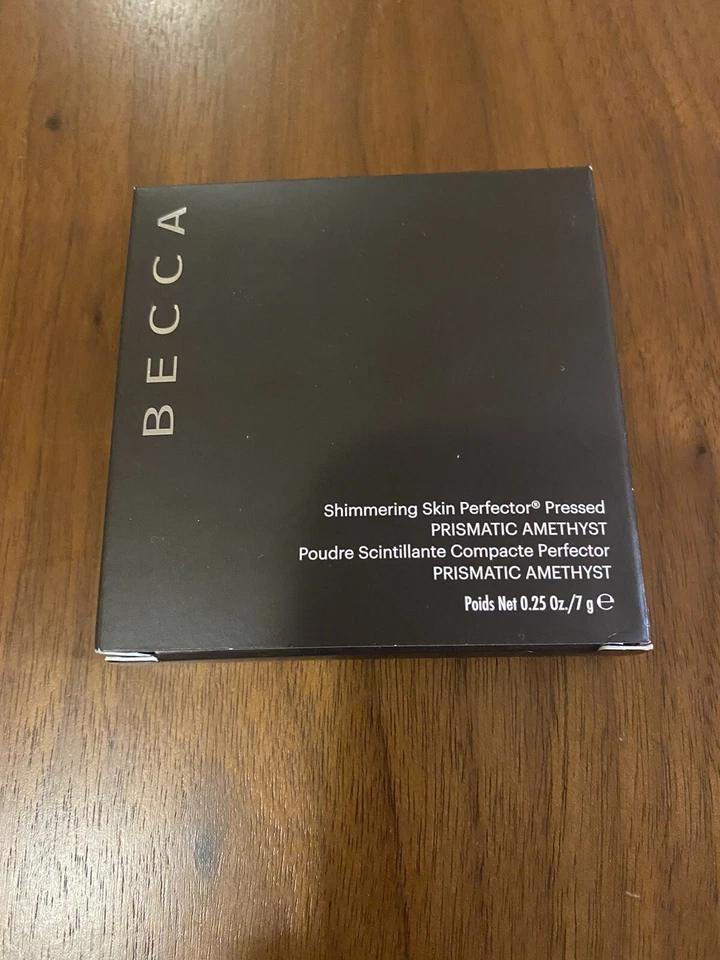 BECCA
Shimmering Skin Perfector® Pressed
PRISMATIC AMETHYST
Poudre Scintillante Compacte Perfector
PRISMATIC AMETHYST
Poids Net 0.25 Oz./7 g ℮